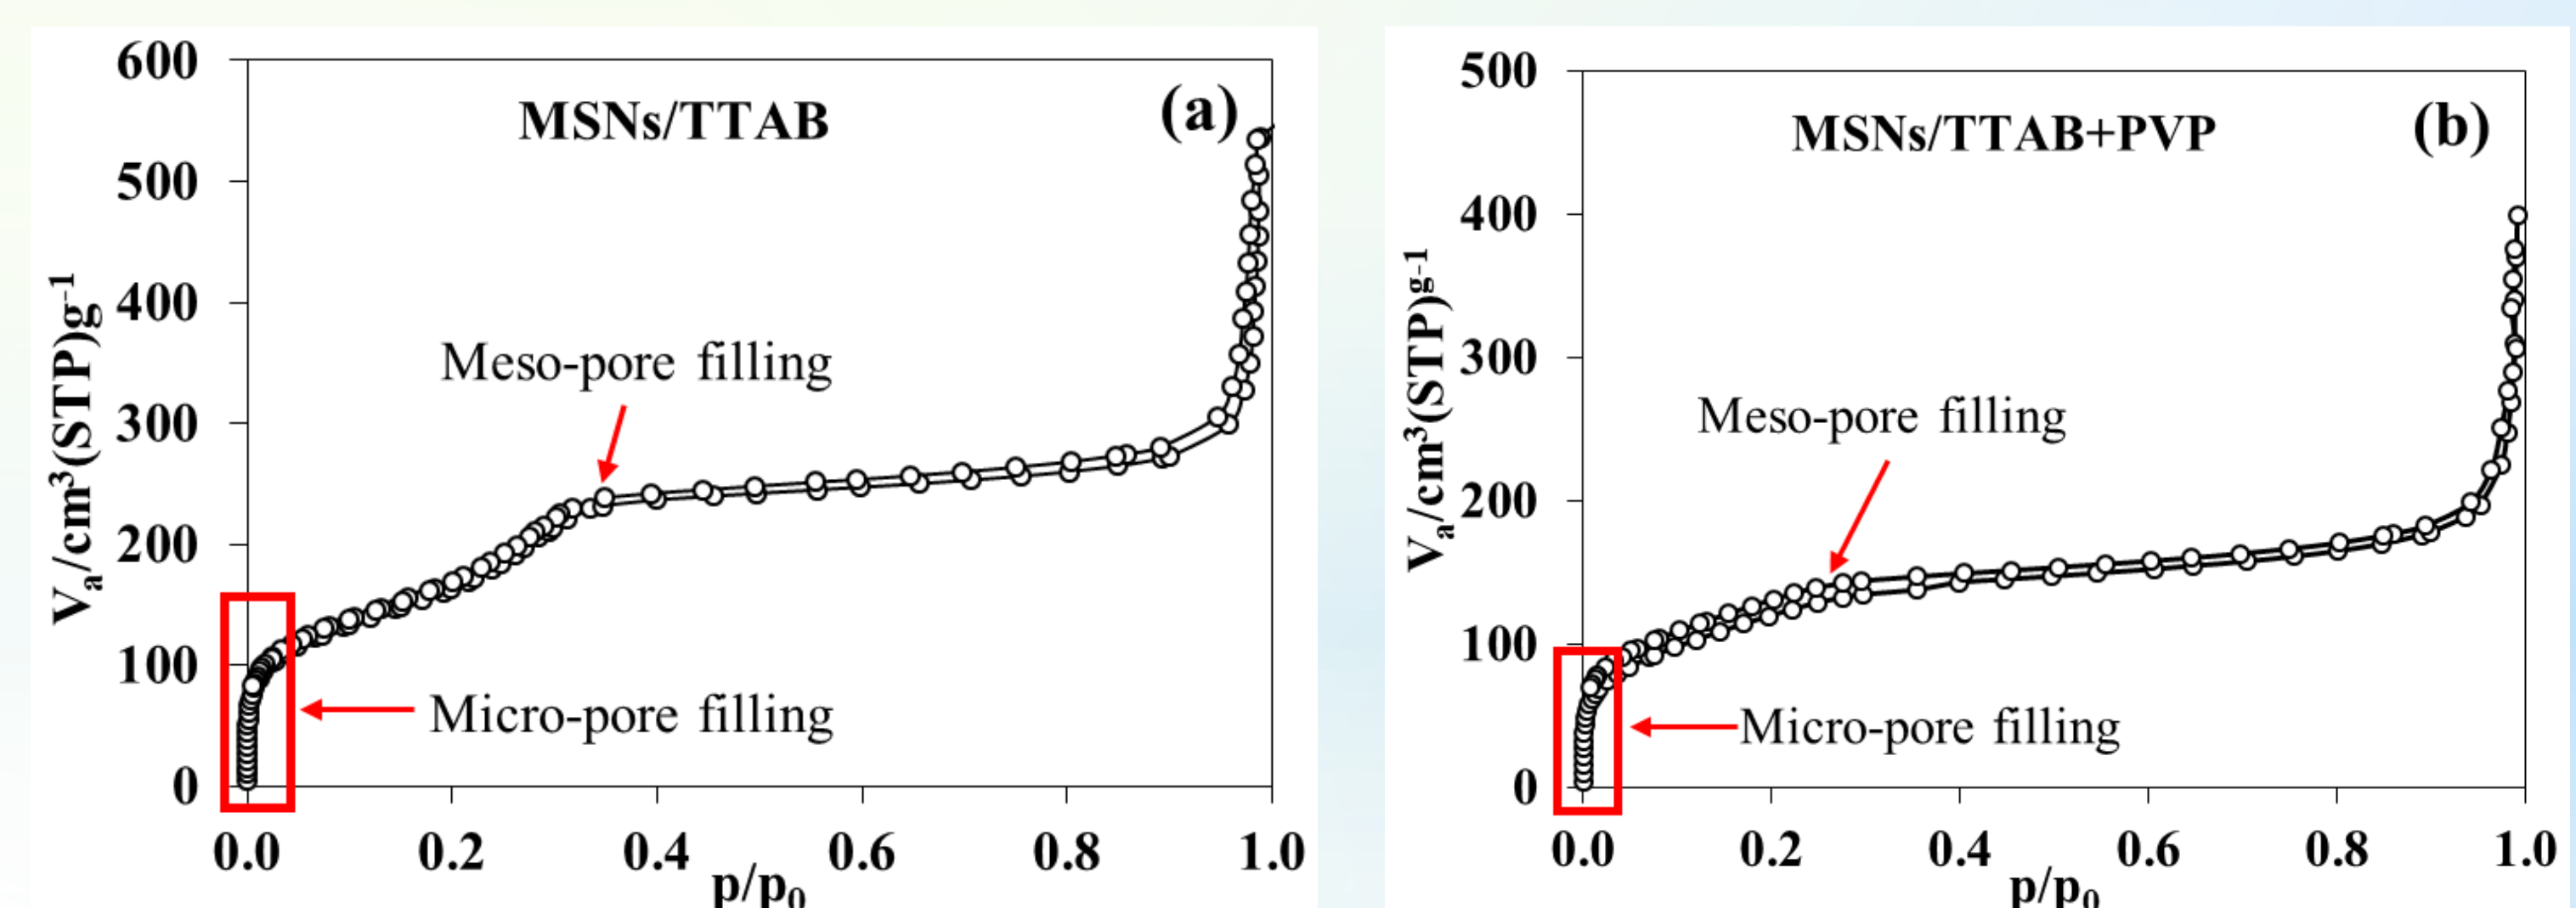 600
500
400
300
200
100
0
Vₐ/cm³(STP)g⁻¹
MSNs/TTAB
(a)
Meso-pore filling
Micro-pore filling
0.0 0.2 0.4 0.6 0.8 1.0
p/p₀
500
400
300
200
100
0
Vₐ/cm³(STP)g⁻¹
MSNs/TTAB+PVP
(b)
Meso-pore filling
Micro-pore filling
0.0 0.2 0.4 0.6 0.8 1.0
p/p₀